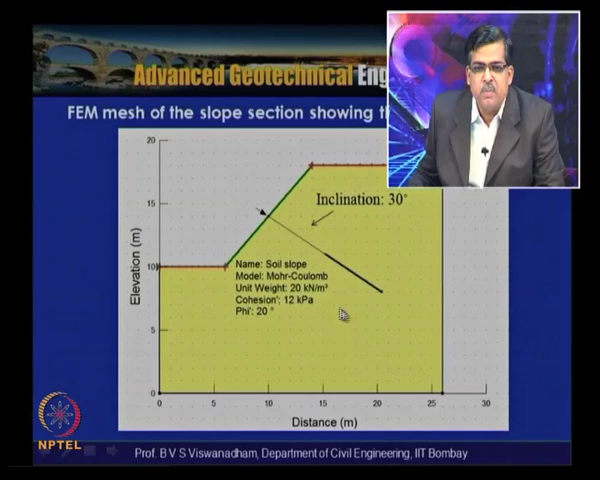 Advanced Geotechnical Eng
FEM mesh of the slope section showing t
20
15
10
5
0
Elevation (m)
Inclination: 30°
Name: Soil slope
Model: Mohr-Coulomb
Unit Weight: 20 kN/m³
Cohesion': 12 kPa
Phi': 20 °
0 5 10 15 20 25 30
Distance (m)
NPTEL
Prof. B V S Viswanadham, Department of Civil Engineering, IIT Bombay